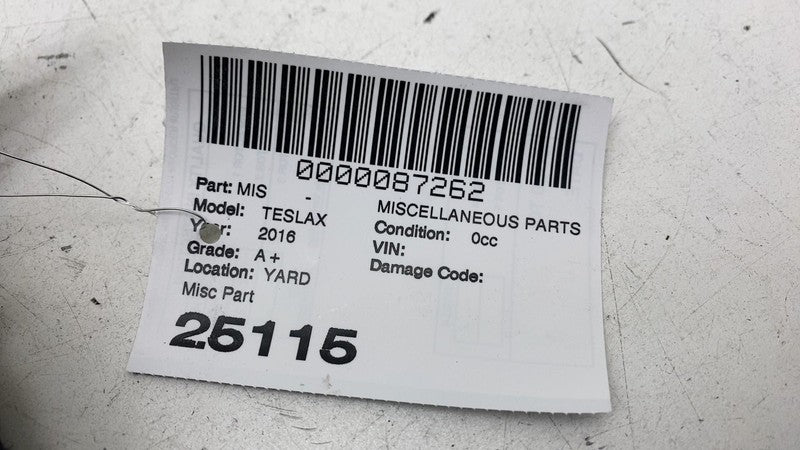 0000087262
Part: MIS - MISCELLANEOUS PARTS
Model: TESLAX Condition: 0cc
Year: 2016 VIN:
Grade: A+ Damage Code:
Location: YARD
Misc Part
25115